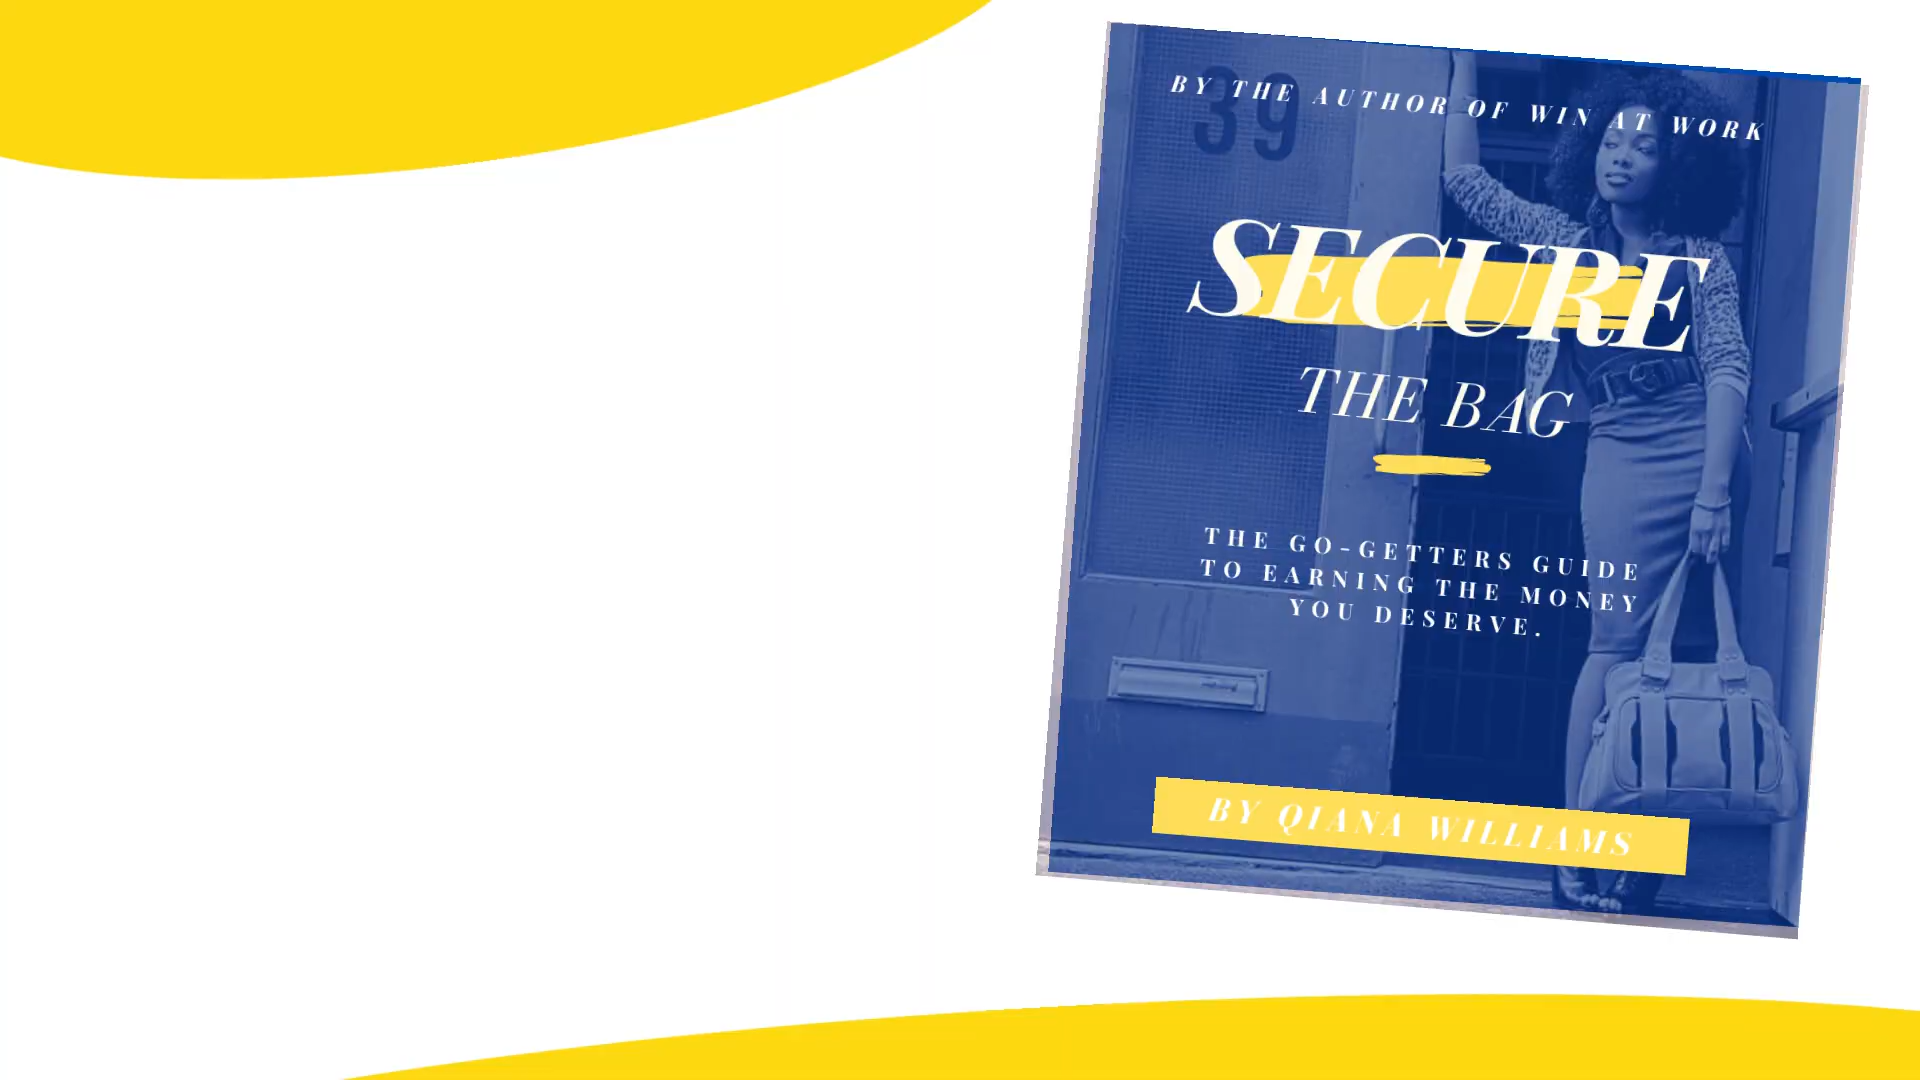 39
BY THE AUTHOR OF WIN AT WORK
SECURE
THE BAG
THE GO-GETTERS GUIDE
TO EARNING THE MONEY
YOU DESERVE.
BY QIANA WILLIAMS